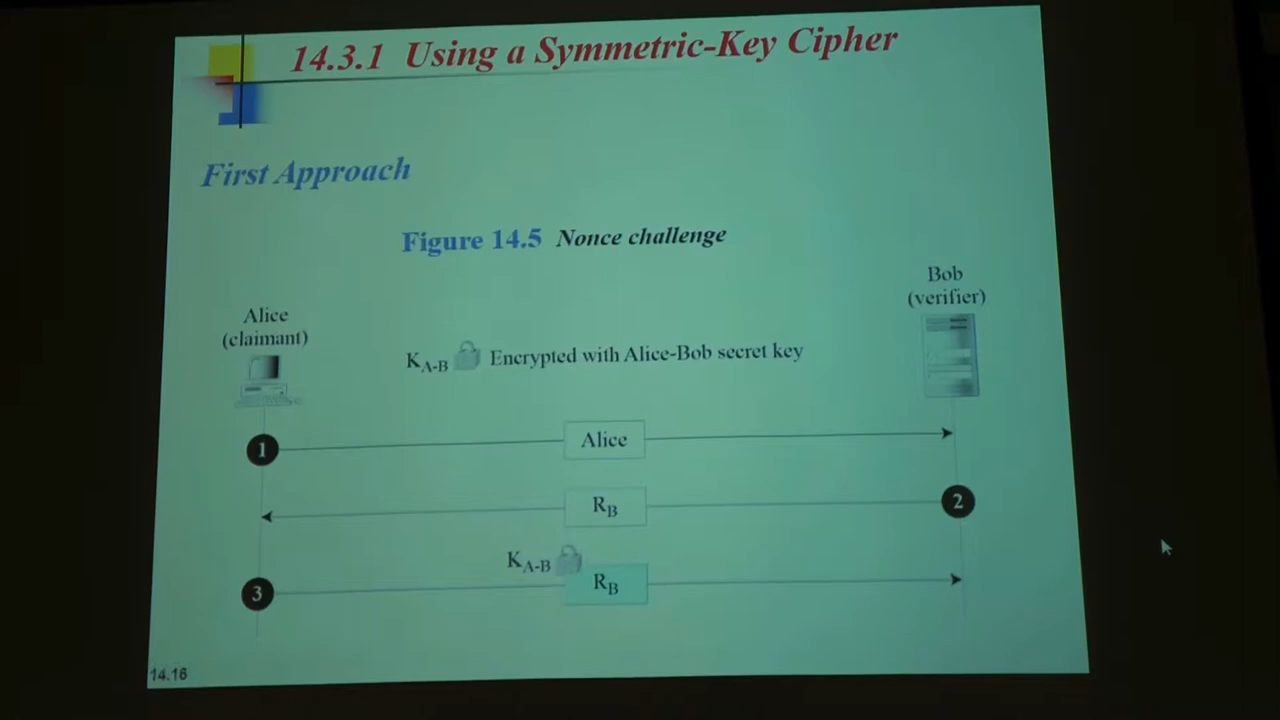 14.3.1 Using a Symmetric-Key Cipher
First Approach
Figure 14.5 Nonce challenge
Bob
(verifier)
Alice
(claimant)
KA-B Encrypted with Alice-Bob secret key
1
Alice
RB
2
KA-B
3
RB
14.16